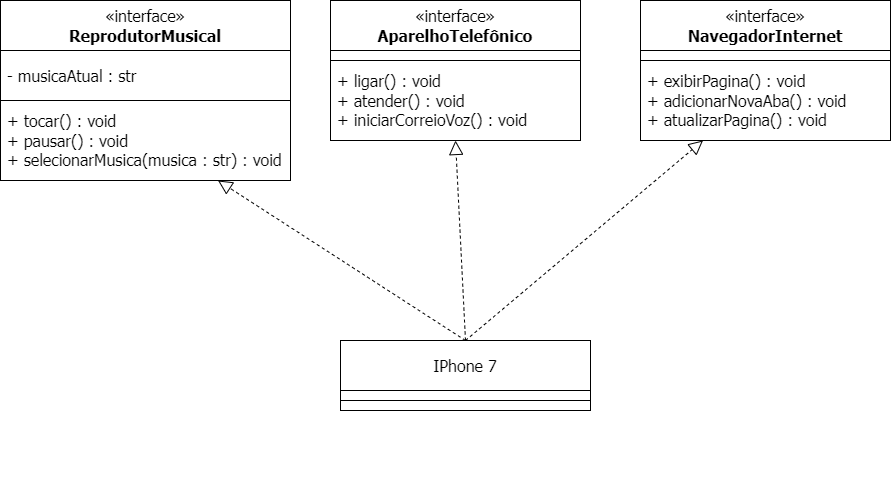 «interface»
ReprodutorMusical
- musicaAtual : str
+ tocar() : void
+ pausar() : void
+ selecionarMusica(musica : str) : void
«interface»
AparelhoTelefônico
+ ligar() : void
+ atender() : void
+ iniciarCorreioVoz() : void
«interface»
NavegadorInternet
+ exibirPagina() : void
+ adicionarNovaAba() : void
+ atualizarPagina() : void
IPhone 7